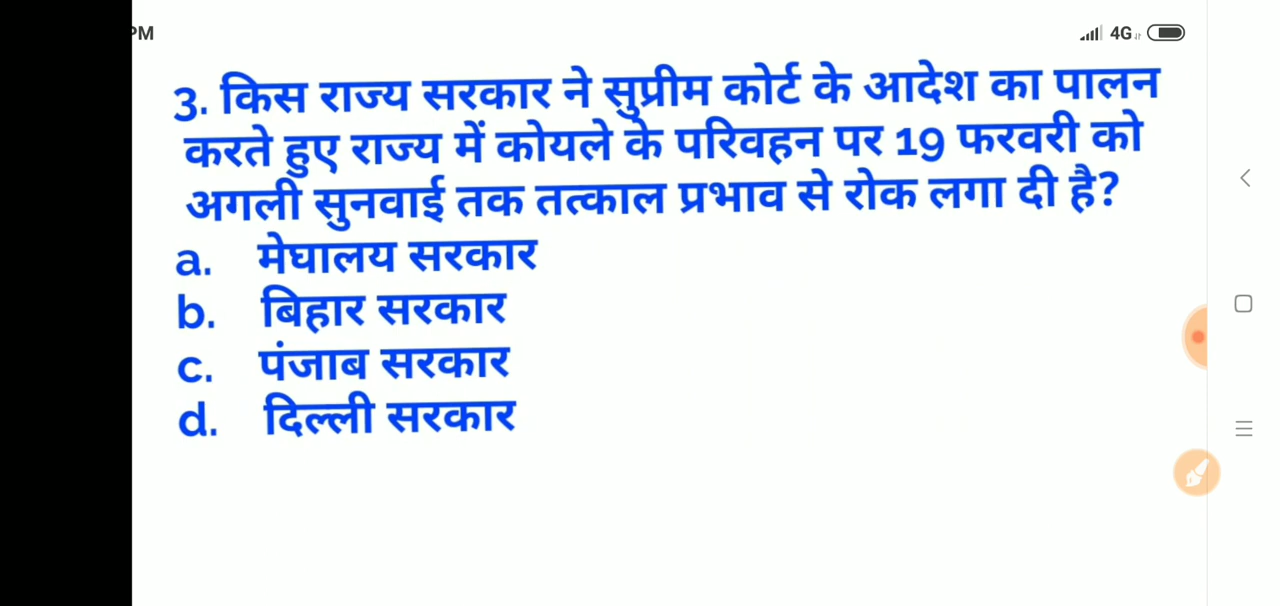 PM 4G
3. किस राज्य सरकार ने सुप्रीम कोर्ट के आदेश का पालन
करते हुए राज्य में कोयले के परिवहन पर 19 फरवरी को
अगली सुनवाई तक तत्काल प्रभाव से रोक लगा दी है?
a. मेघालय सरकार
b. बिहार सरकार
c. पंजाब सरकार
d. दिल्ली सरकार